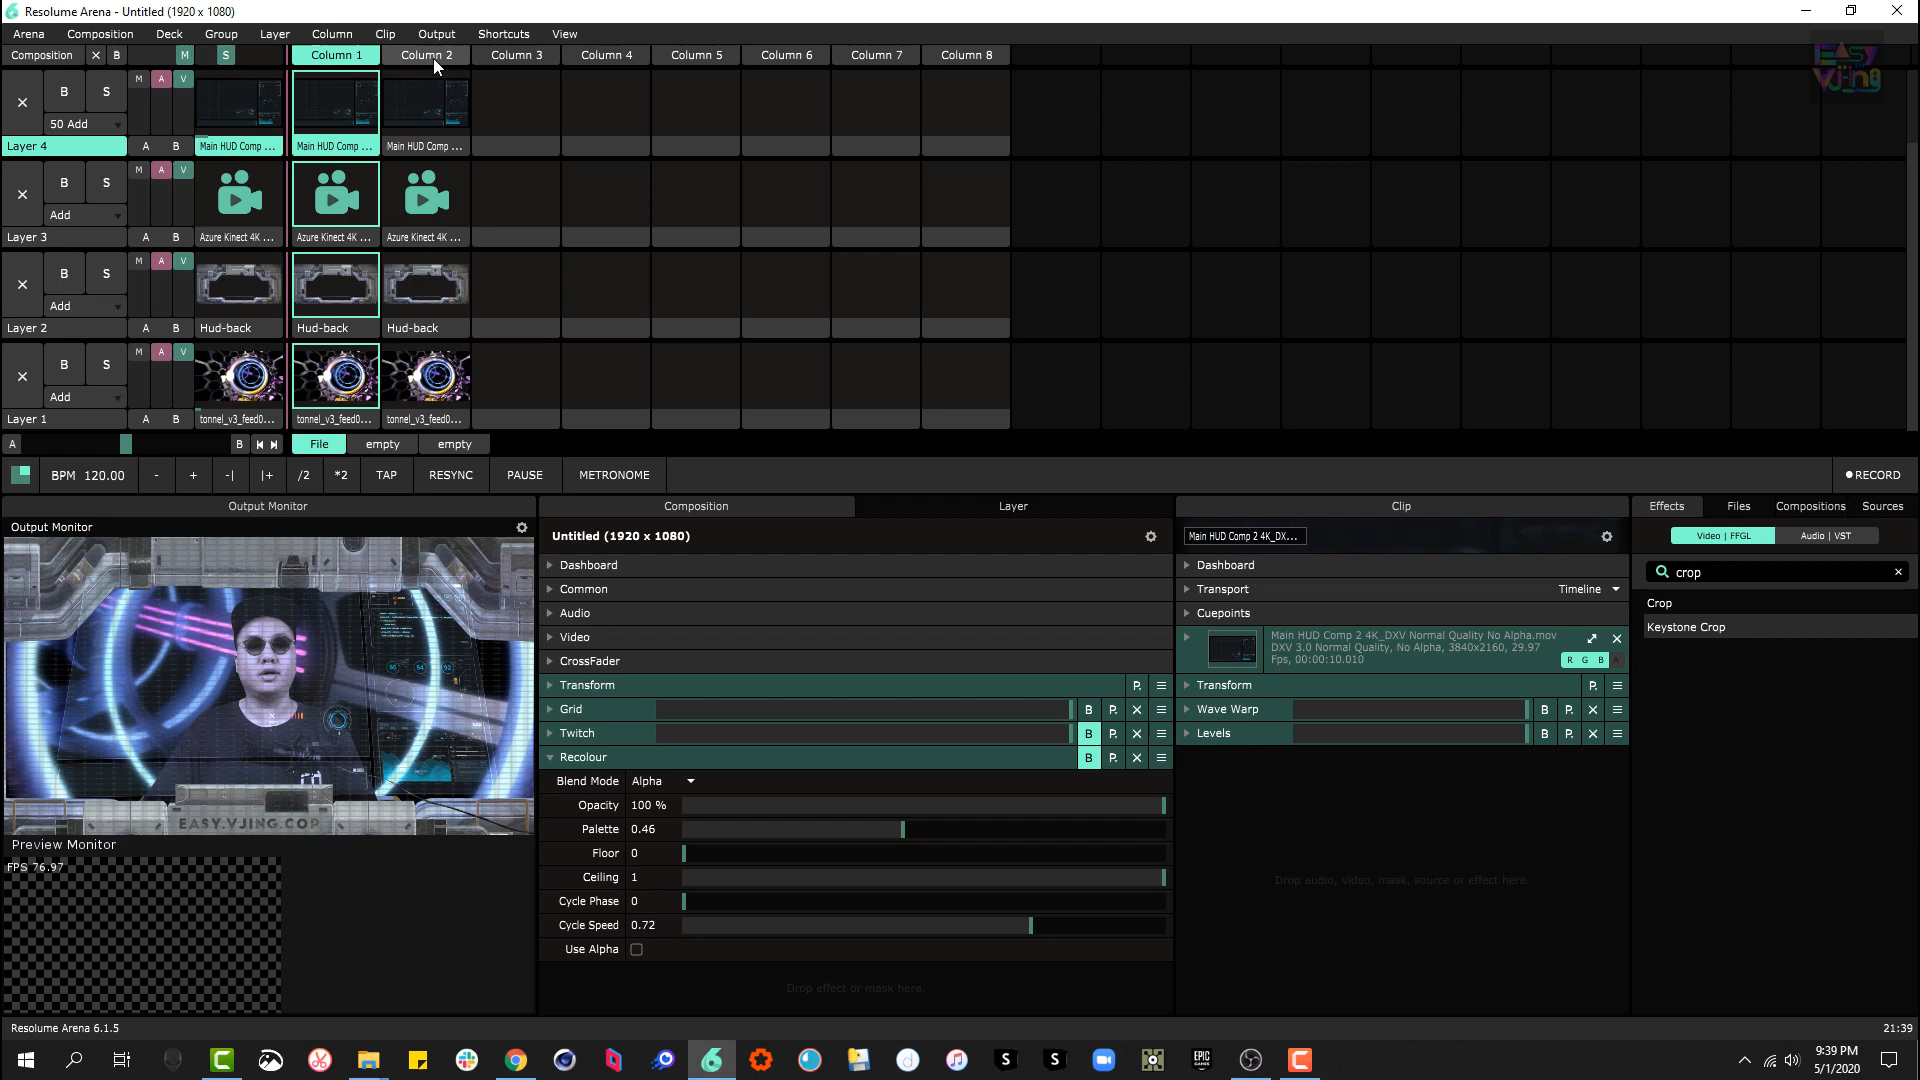 Resolume Arena - Untitled (1920 x 1080)
Arena Composition Deck Group Layer Column Clip Output Shortcuts View
Composition X B M S Column 1 Column 2 Column 3 Column 4 Column 5 Column 6 Column 7 Column 8
EASY
VJING
B S M A V
50 Add
Layer 4 A B Main HUD Comp ... Main HUD Comp ... Main HUD Comp ...
B S M A V
Add
Layer 3 A B Azure Kinect 4K ... Azure Kinect 4K ... Azure Kinect 4K ...
B S M A V
Add
Layer 2 A B Hud-back Hud-back Hud-back
B S M A V
Add
Layer 1 A B tonnel_v3_feed0... tonnel_v3_feed0... tonnel_v3_feed0...
A B File empty empty
BPM 120.00 - + -| |+ /2 *2 TAP RESYNC PAUSE METRONOME RECORD
Output Monitor Composition Layer Clip Effects Files Compositions Sources
Output Monitor
Untitled (1920 x 1080) Main HUD Comp 2 4K_DX... Video | FFGL Audio | VST
Dashboard Dashboard
crop
Common Transport Timeline
Crop
Audio Cuepoints
Keystone Crop
Video
Main HUD Comp 2 4K_DXV Normal Quality No Alpha.mov
DXV 3.0 Normal Quality, No Alpha, 3840x2160, 29.97
Fps, 00:00:10.010 R G B A
CrossFader
96 94 92
Transform P. Transform P.
Grid B P. Wave Warp B P.
Twitch B P. Levels B P.
Recolour B P.
Blend Mode Alpha
Opacity 100 %
EASY.VJING.COP
Palette 0.46
Preview Monitor
FPS 76.97
Floor 0
Ceiling 1
Drop audio, video, mask, source or effect here.
Cycle Phase 0
Cycle Speed 0.72
Use Alpha
Drop effect or mask here.
Resolume Arena 6.1.5 21:39
S S EPIC GAMES
9:39 PM
5/1/2020